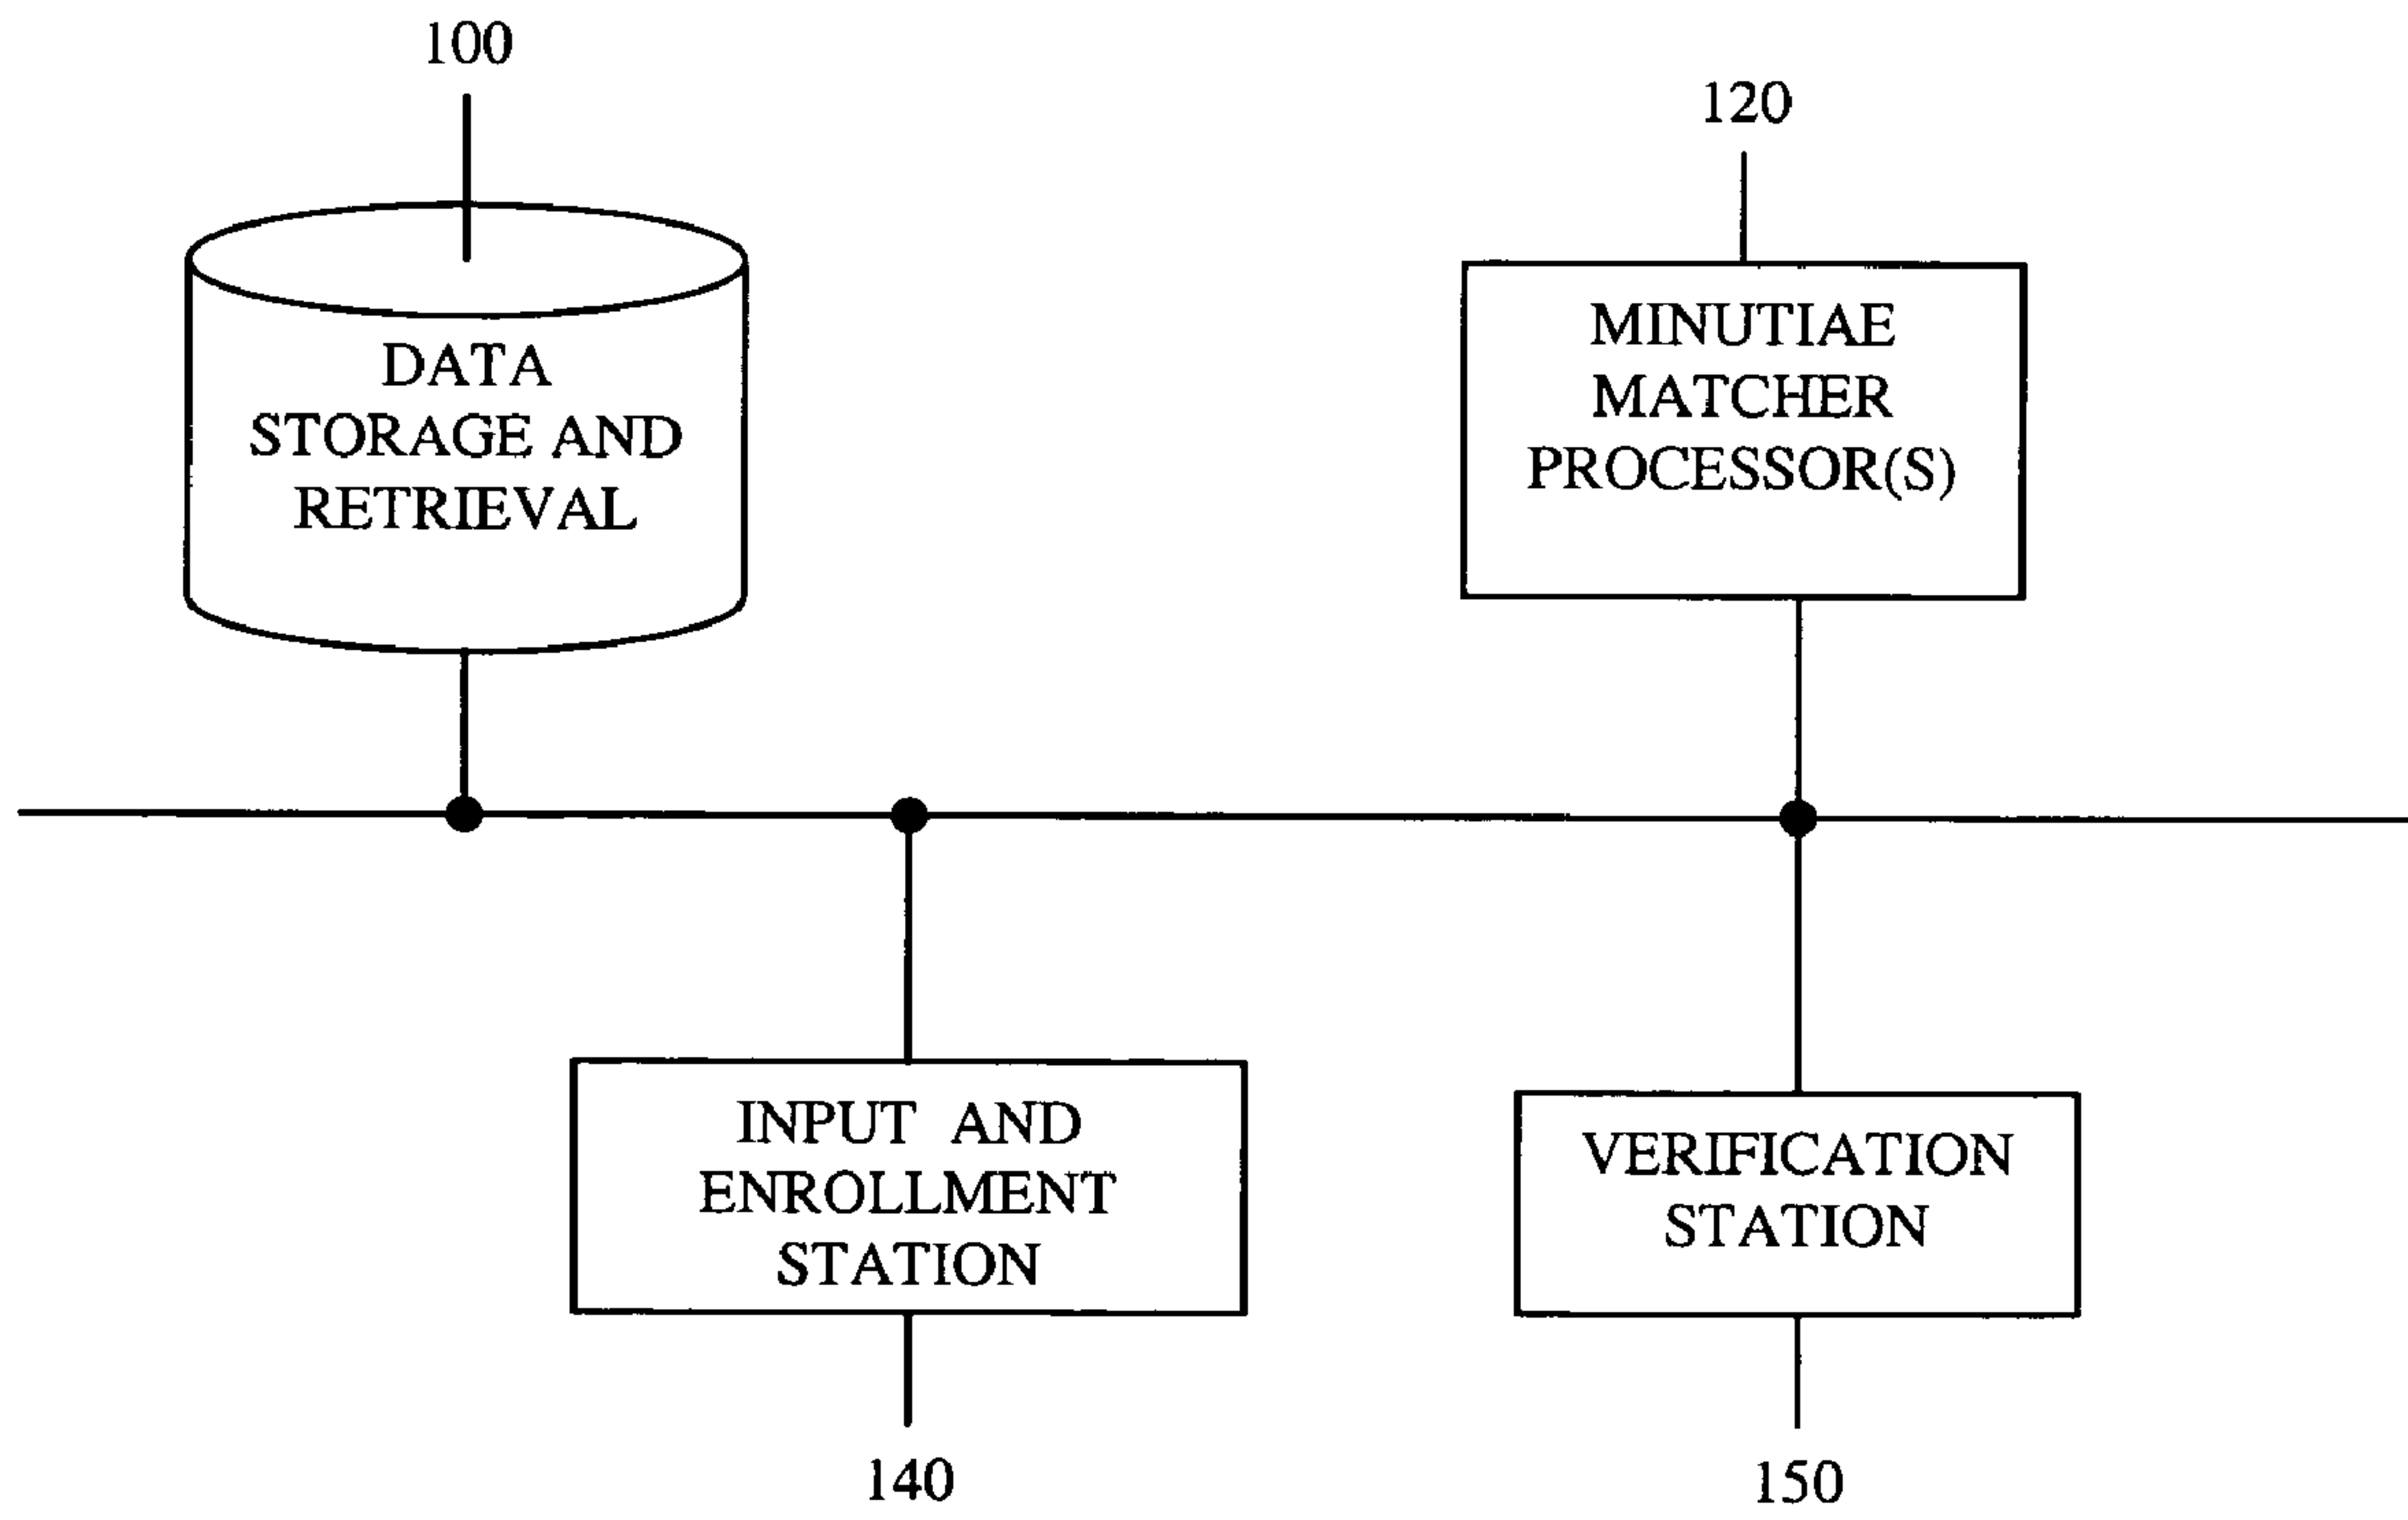 100
DATA
STORAGE AND
RETRIEVAL
120
MINUTIAE
MATCHER
PROCESSOR(S)
INPUT AND
ENROLLMENT
STATION
140
VERIFICATION
STATION
150